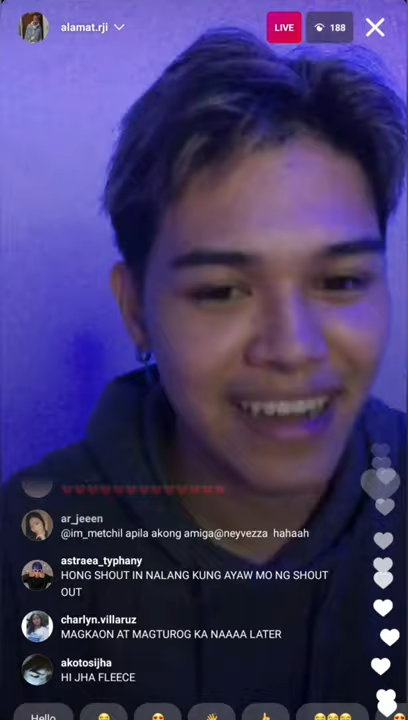 alamat.rji
LIVE
188
ar_jeeen
@im_metchil apila akong amiga@neyvezza hahaah
astraea_typhany
HONG SHOUT IN NALANG KUNG AYAW MO NG SHOUT
OUT
charlyn.villaruz
MAGKAON AT MAGTUROG KA NAAAA LATER
akotosijha
HI JHA FLEECE
Hello